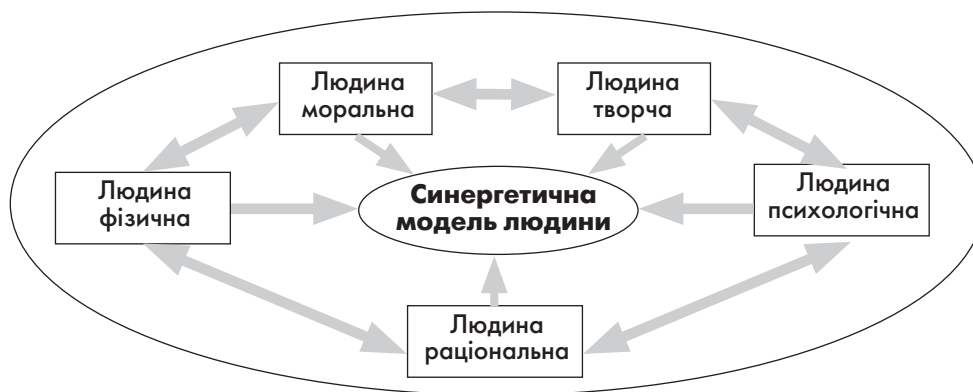 Людина
моральна
Людина
творча
Людина
фізична
Синергетична
модель людини
Людина
психологічна
Людина
раціональна